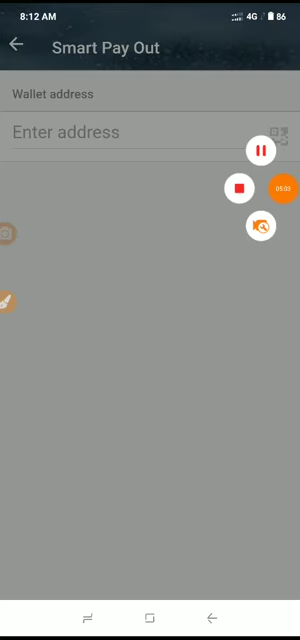 8:12 AM
4G
86
Smart Pay Out
Wallet address
Enter address
05:03